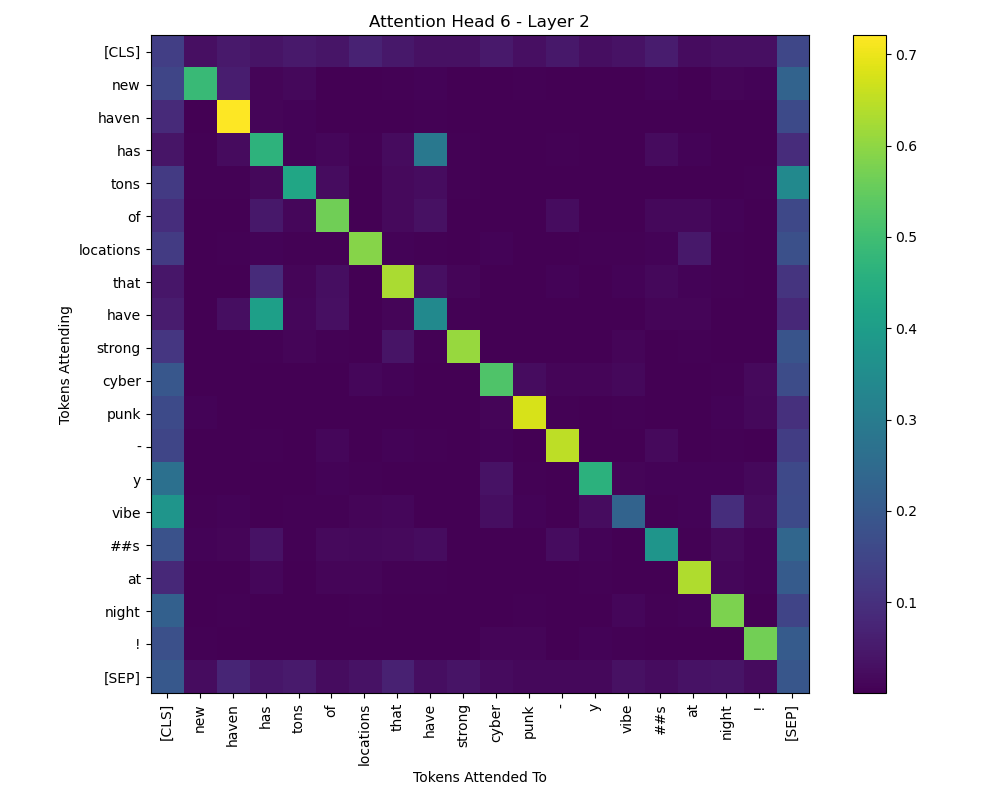 Attention Head 6 - Layer 2
[CLS]
new
haven
has
tons
of
locations
that
have
strong
cyber
punk
-
y
vibe
##s
at
night
!
[SEP]
Tokens Attending
[CLS] new haven has tons of locations that have strong cyber punk - y vibe ##s at night ! [SEP]
Tokens Attended To
0.7
0.6
0.5
0.4
0.3
0.2
0.1